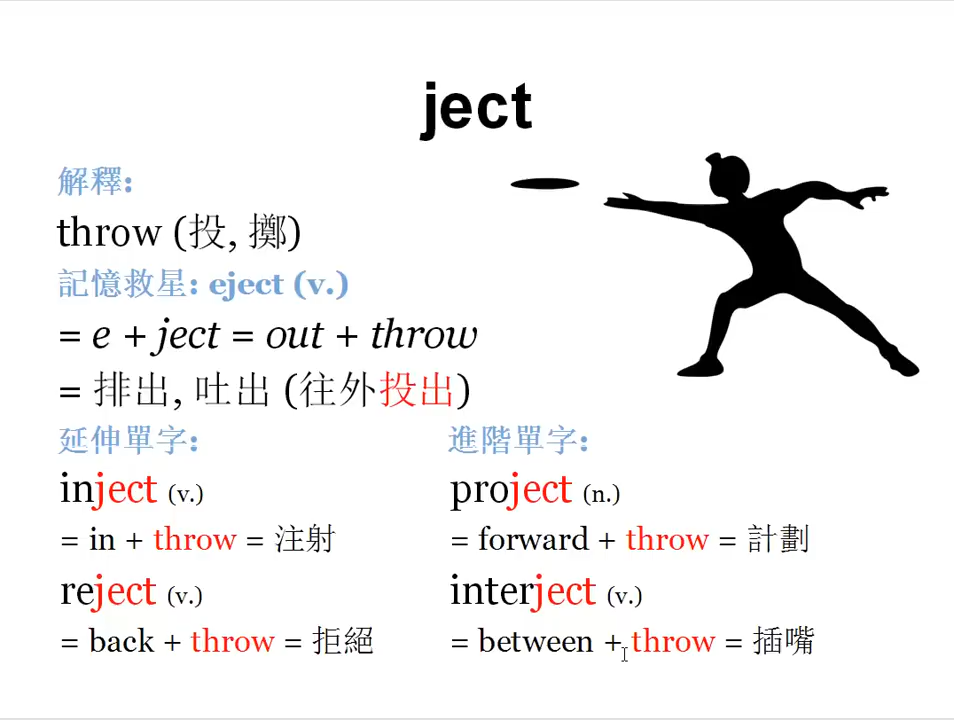 ject
解釋:
throw (投, 擲)
記憶救星: eject (v.)
= e + ject = out + throw
= 排出, 吐出 (往外投出)
延伸單字:
inject (v.)
= in + throw = 注射
reject (v.)
= back + throw = 拒絕
進階單字:
project (n.)
= forward + throw = 計劃
interject (v.)
= between + throw = 插嘴